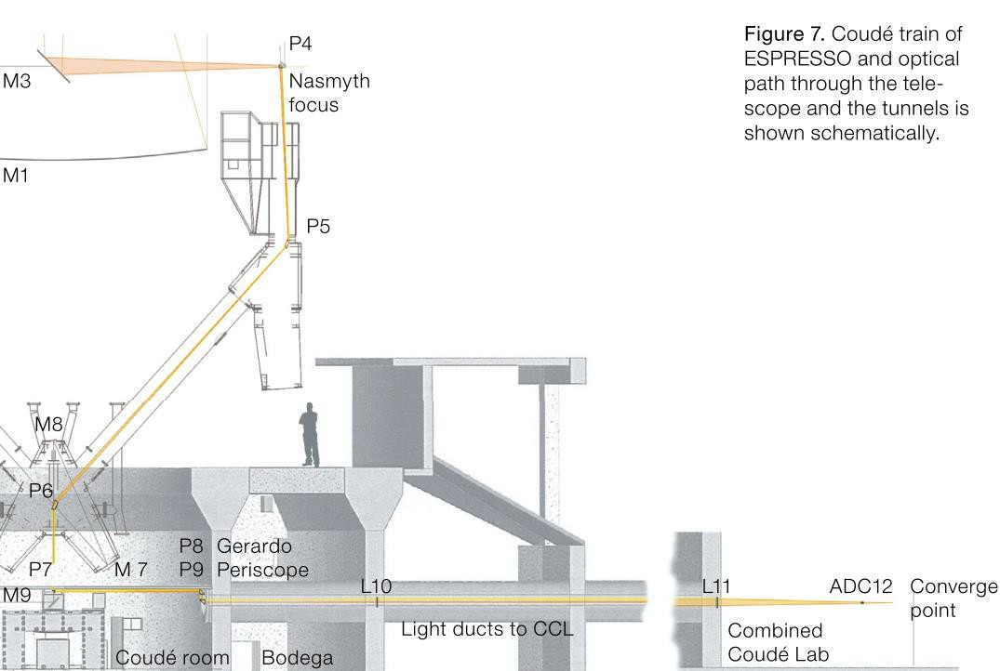 Figure 7. Coudé train of
ESPRESSO and optical
path through the tele-
scope and the tunnels is
shown schematically.
P4
M3
Nasmyth
focus
M1
P5
M8
P6
P8 Gerardo
P7
M 7
P9 Periscope
M9
L10
L11
ADC12
Converge
point
Light ducts to CCL
Combined
Coudé Lab
Coudé room
Bodega